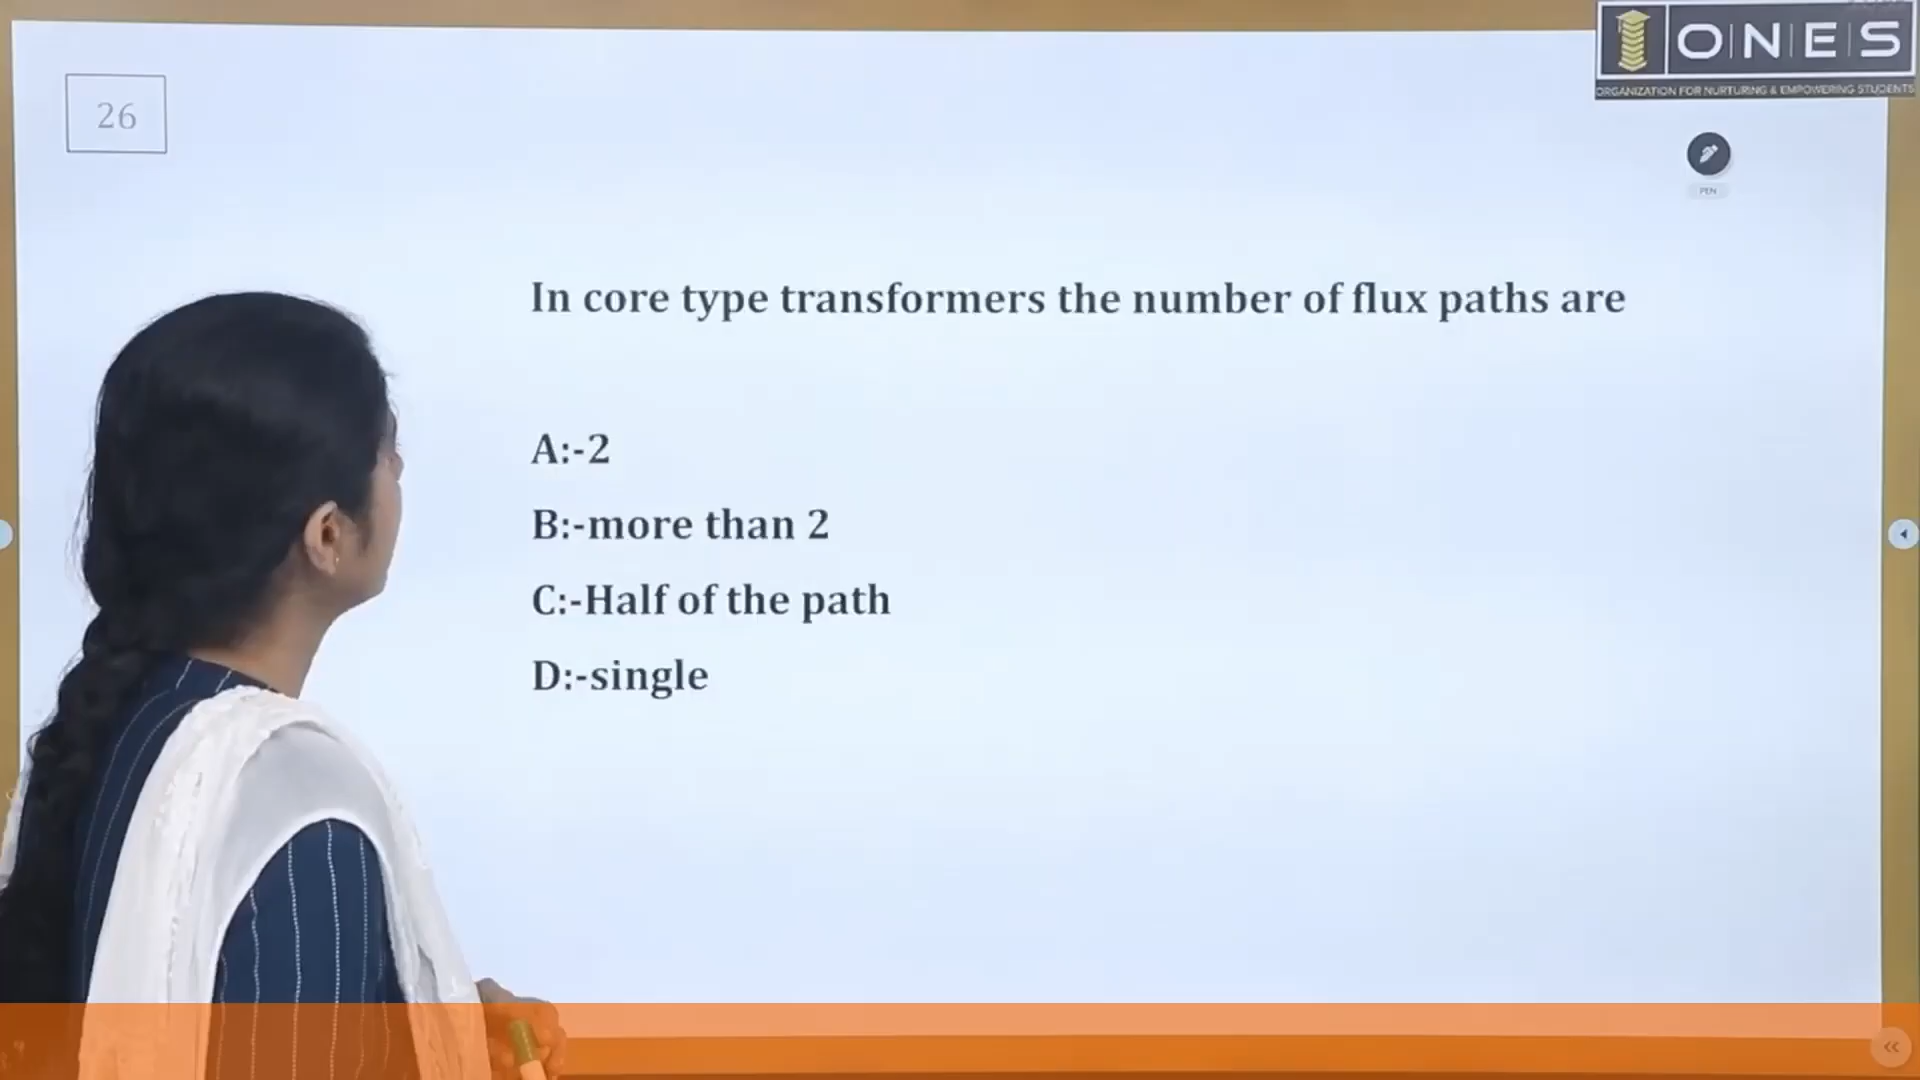 O|N|E|S
ORGANIZATION FOR NURTURING & EMPOWERING STUDENTS
26
PEN
In core type transformers the number of flux paths are
A:-2
B:-more than 2
C:-Half of the path
D:-single